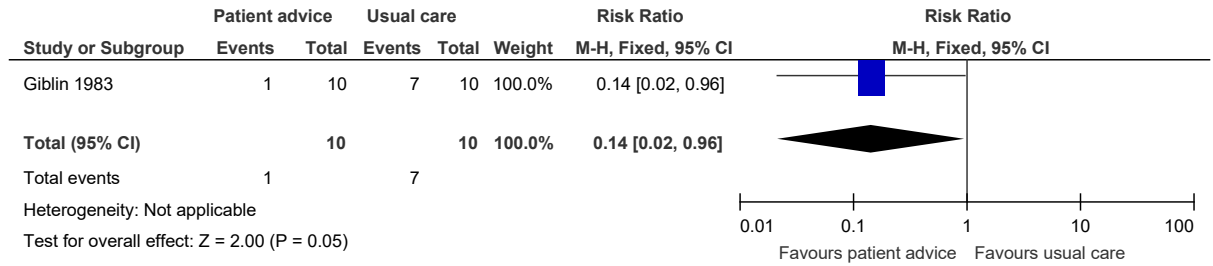 Patient advice Usual care Risk Ratio Risk Ratio
Study or Subgroup Events Total Events Total Weight M-H, Fixed, 95% CI M-H, Fixed, 95% CI
Giblin 1983 1 10 7 10 100.0% 0.14 [0.02, 0.96]
Total (95% CI) 10 10 100.0% 0.14 [0.02, 0.96]
Total events 1 7
Heterogeneity: Not applicable
Test for overall effect: Z = 2.00 (P = 0.05)
0.01 0.1 1 10 100
Favours patient advice Favours usual care